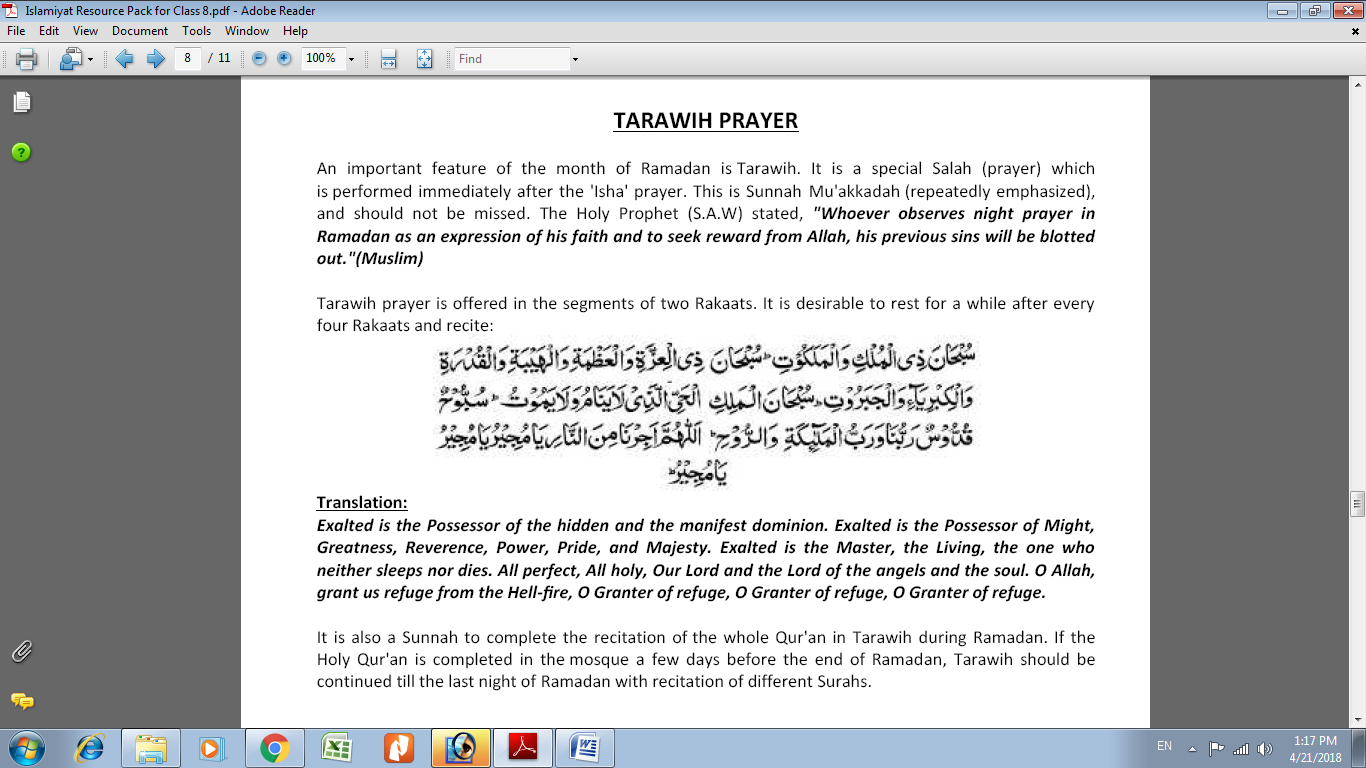 Islamiyat Resource Pack for Class 8.pdf - Adobe Reader
File Edit View Document Tools Window Help
8 / 11 100% Find
TARAWIH PRAYER
An important feature of the month of Ramadan is Tarawih. It is a special Salah (prayer) which
is performed immediately after the 'Isha' prayer. This is Sunnah Mu'akkadah (repeatedly emphasized),
and should not be missed. The Holy Prophet (S.A.W) stated, "Whoever observes night prayer in
Ramadan as an expression of his faith and to seek reward from Allah, his previous sins will be blotted
out."(Muslim)
Tarawih prayer is offered in the segments of two Rakaats. It is desirable to rest for a while after every
four Rakaats and recite:
سُبْحَانَ ذِی الْمُلْكِ وَالْمَلَكُوْتِ ؕ سُبْحَانَ ذِی الْعِزَّةِ وَالْعَظْمَةِ وَالْهَيْبَةِ وَالْقُدْرَةِ
وَالْكِبْرِيَآءِ وَالْجَبَرُوْتِ ؕ سُبْحَانَ الْمَلِكِ الْحَیِّ الَّذِیْ لَا يَنَامُ وَلَا يَمُوْتُ ؕ سُبُّوْحٌ
قُدُّوْسٌ رَبُّنَا وَرَبُّ الْمَلٰٓئِكَةِ وَالرُّوْحِ ؕ اَللّٰهُمَّ اَجِرْنَا مِنَ النَّارِ يَا مُجِيْرُ يَا مُجِيْرُ
يَا مُجِيْرُ ؕ
Translation:
Exalted is the Possessor of the hidden and the manifest dominion. Exalted is the Possessor of Might,
Greatness, Reverence, Power, Pride, and Majesty. Exalted is the Master, the Living, the one who
neither sleeps nor dies. All perfect, All holy, Our Lord and the Lord of the angels and the soul. O Allah,
grant us refuge from the Hell-fire, O Granter of refuge, O Granter of refuge, O Granter of refuge.
It is also a Sunnah to complete the recitation of the whole Qur'an in Tarawih during Ramadan. If the
Holy Qur'an is completed in the mosque a few days before the end of Ramadan, Tarawih should be
continued till the last night of Ramadan with recitation of different Surahs.
EN 1:17 PM
4/21/2018